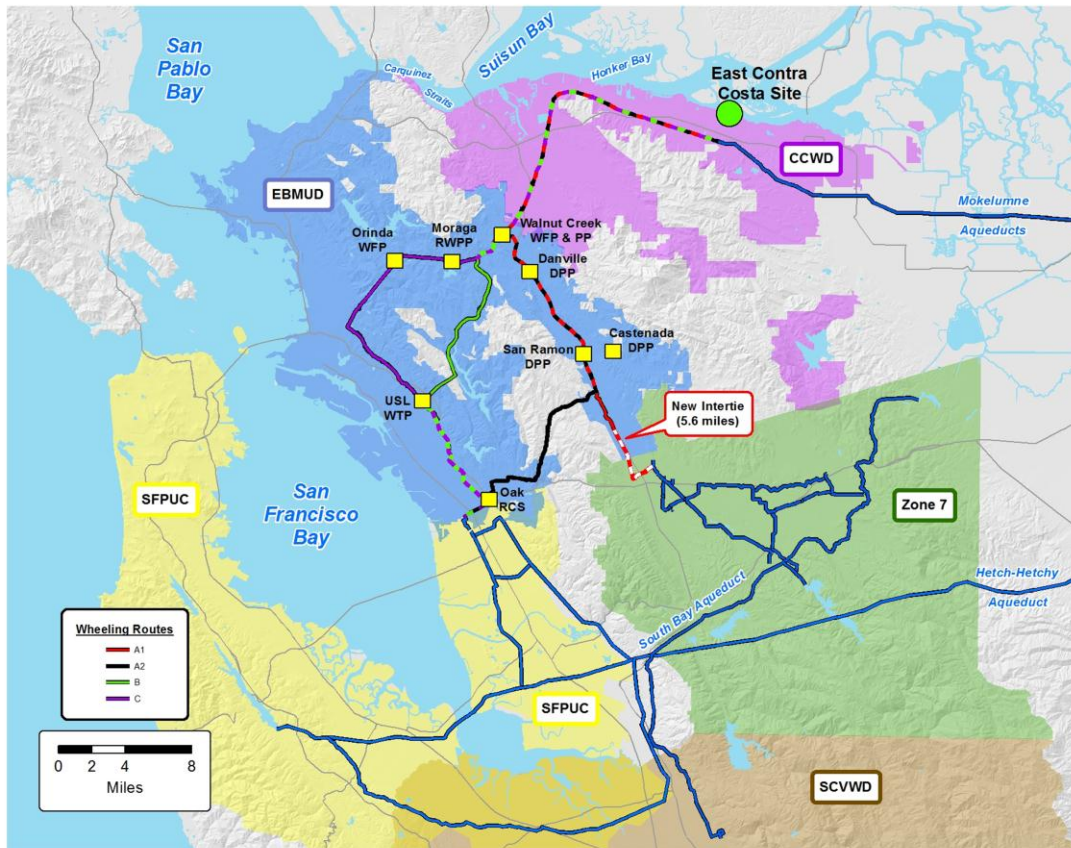 San
Pablo
Bay
Suisun Bay
Honker Bay
Carquinez
Straits
East Contra
Costa Site
CCWD
EBMUD
Mokelumne
Aqueducts
Orinda
WFP
Moraga
RWPP
Walnut Creek
WFP & PP
Danville
DPP
San Ramon
DPP
Castenada
DPP
USL
WTP
New Intertie
(5.6 miles)
Oak
RCS
SFPUC
San
Francisco
Bay
Zone 7
Hetch-Hetchy
Aqueduct
South Bay Aqueduct
Wheeling Routes
A1
A2
B
C
SFPUC
0 2 4 8
Miles
SCVWD